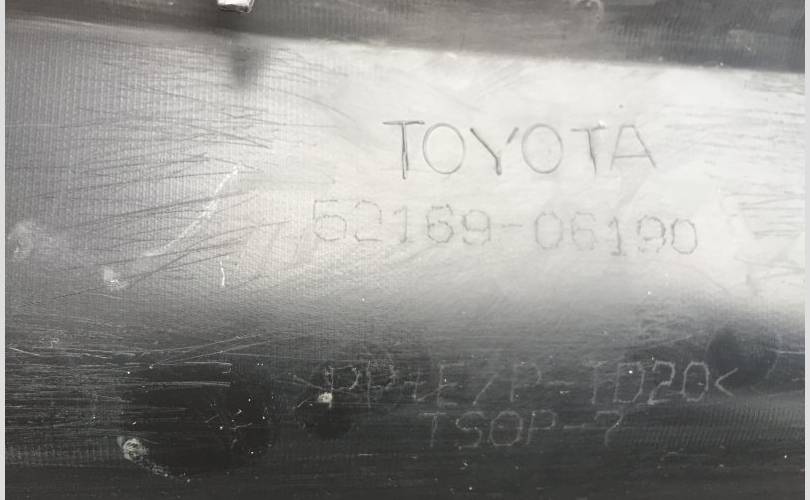 TOYOTA
52169-06190
>PP+E/P-TD20<
TSOP-7